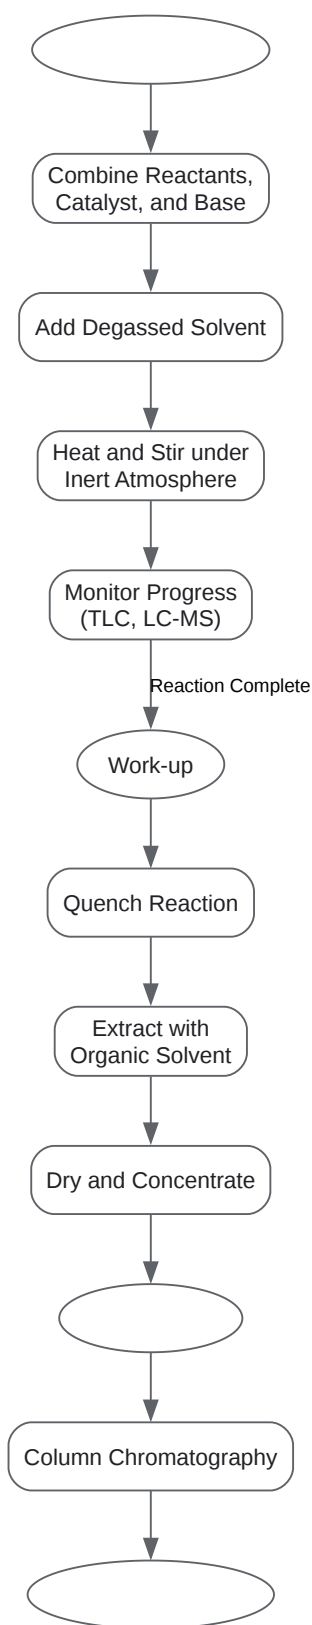 Combine Reactants,
Catalyst, and Base
Add Degassed Solvent
Heat and Stir under
Inert Atmosphere
Monitor Progress
(TLC, LC-MS)
Reaction Complete
Work-up
Quench Reaction
Extract with
Organic Solvent
Dry and Concentrate
Column Chromatography